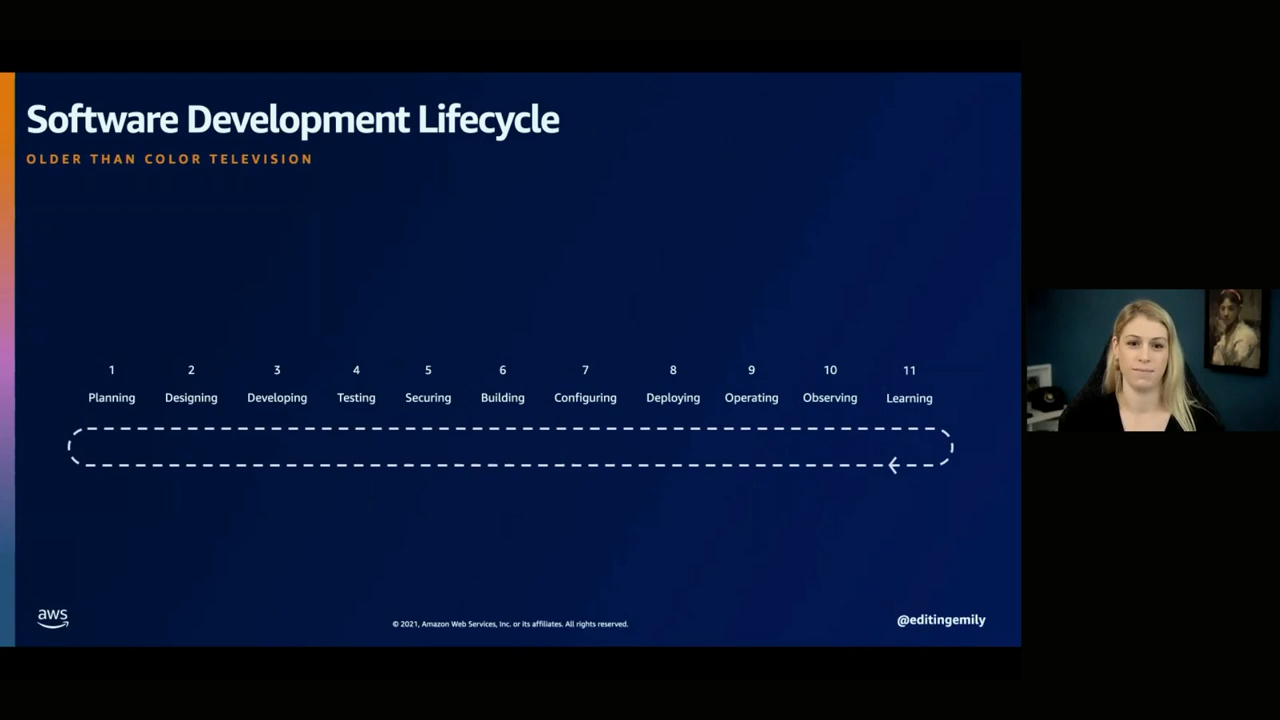 Software Development Lifecycle
OLDER THAN COLOR TELEVISION
1 2 3 4 5 6 7 8 9 10 11
Planning Designing Developing Testing Securing Building Configuring Deploying Operating Observing Learning
aws
© 2021, Amazon Web Services, Inc. or its affiliates. All rights reserved.
@editingemily